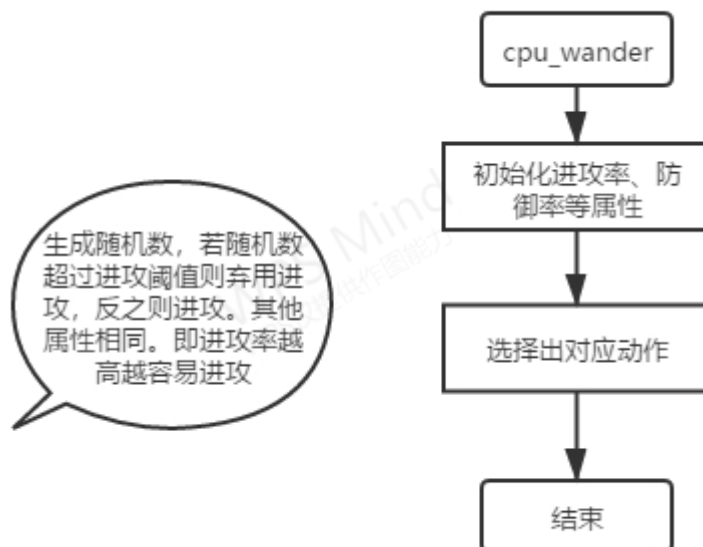 cpu_wander
初始化进攻率、防
御率等属性
生成随机数，若随机数
超过进攻阈值则弃用进
攻，反之则进攻。其他
属性相同。即进攻率越
高越容易进攻
选择出对应动作
结束